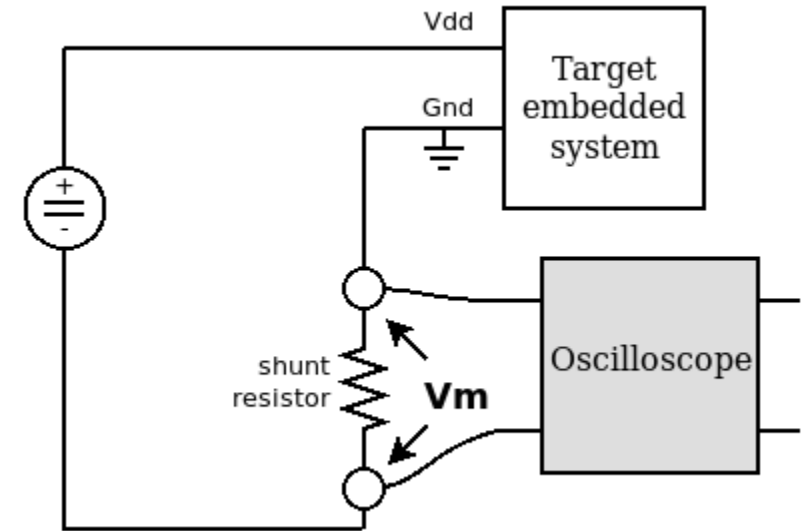 Vdd
Target
embedded
system
Gnd
+
-
shunt
resistor
Vm
Oscilloscope